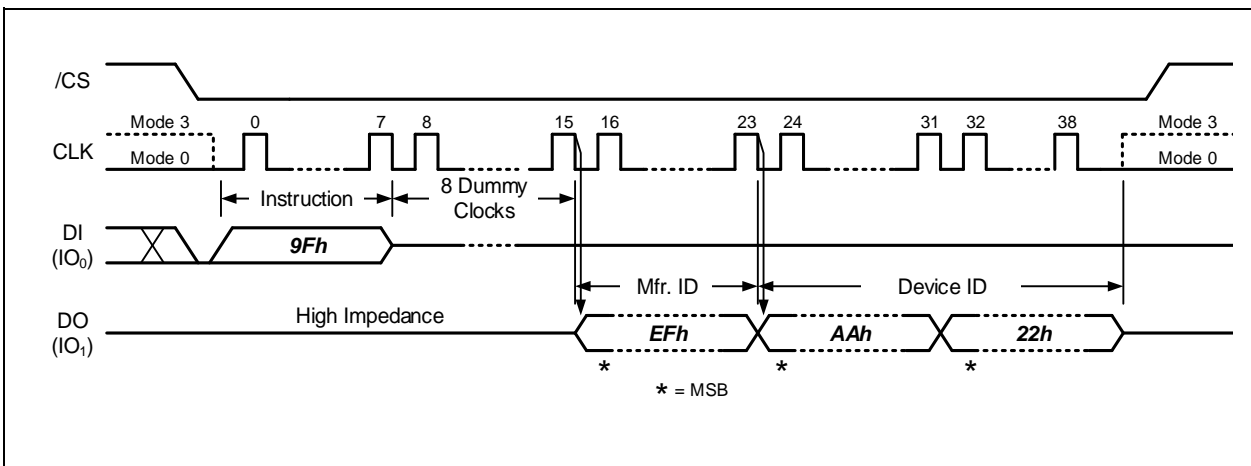 /CS
Mode 3 0 7 8 15 16 23 24 31 32 38 Mode 3
CLK
Mode 0 Mode 0
Instruction
8 Dummy
Clocks
DI
(IO₀)
9Fh
Mfr. ID
Device ID
DO
(IO₁)
High Impedance
EFh
AAh
22h
* * *
* = MSB